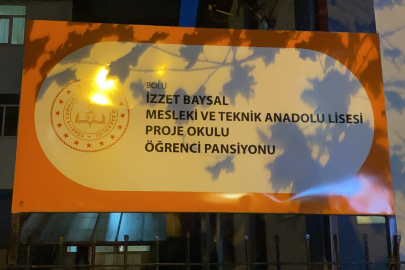 BOLU
İZZET BAYSAL
MESLEKİ VE TEKNİK ANADOLU LİSESİ
PROJE OKULU
ÖĞRENCİ PANSİYONU